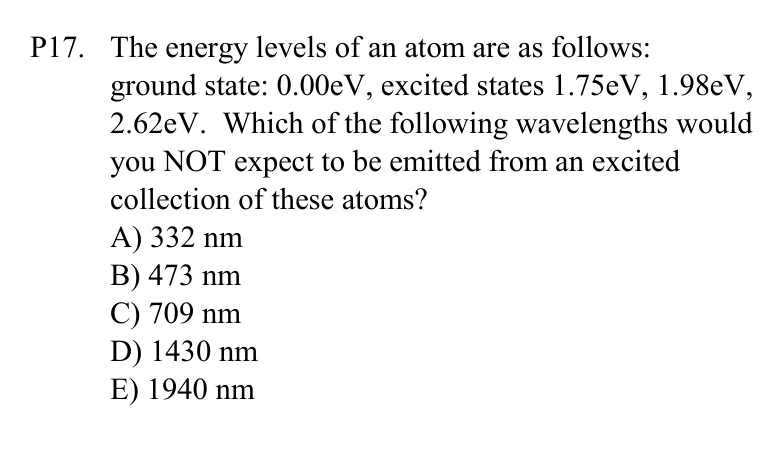 P17. The energy levels of an atom are as follows:
ground state: 0.00eV, excited states 1.75eV, 1.98eV,
2.62eV. Which of the following wavelengths would
you NOT expect to be emitted from an excited
collection of these atoms?
A) 332 nm
B) 473 nm
C) 709 nm
D) 1430 nm
E) 1940 nm